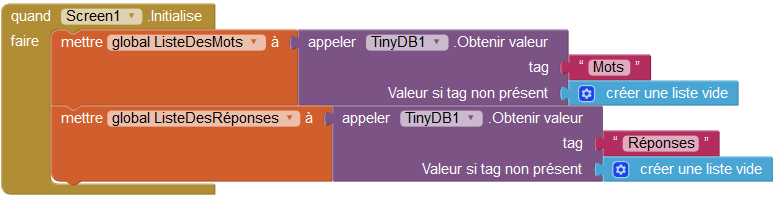 quand Screen1 .Initialise
faire mettre global ListeDesMots à appeler TinyDB1 .Obtenir valeur
tag “ Mots ”
Valeur si tag non présent créer une liste vide
mettre global ListeDesRéponses à appeler TinyDB1 .Obtenir valeur
tag “ Réponses ”
Valeur si tag non présent créer une liste vide